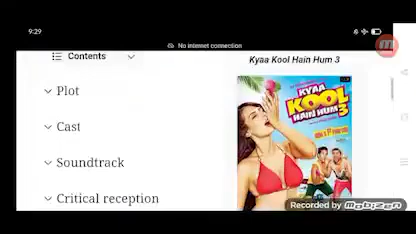 9:29
No internet connection
Contents
Kyaa Kool Hain Hum 3
Plot
Cast
Soundtrack
Critical reception
KYAA
KOOL
HAIN HUM 3
Recorded by mobizen